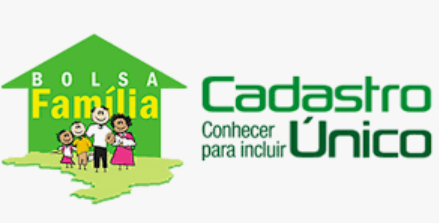 BOLSA
Família
Cadastro
Conhecer
para incluir Único